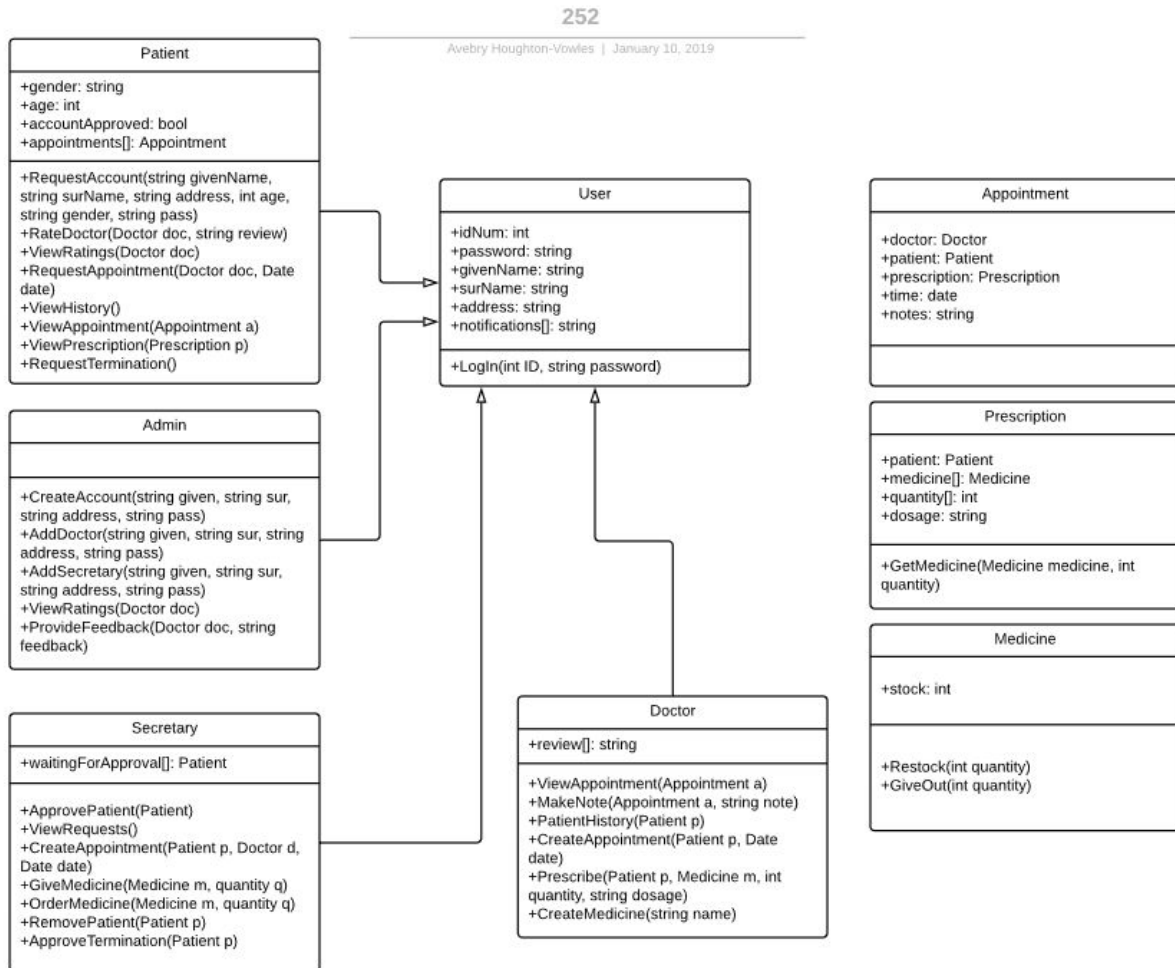 252
Avebry Houghton-Vowles | January 10, 2019
Patient
+gender: string
+age: int
+accountApproved: bool
+appointments[]: Appointment
+RequestAccount(string givenName,
string surName, string address, int age,
string gender, string pass)
+RateDoctor(Doctor doc, string review)
+ViewRatings(Doctor doc)
+RequestAppointment(Doctor doc, Date
date)
+ViewHistory()
+ViewAppointment(Appointment a)
+ViewPrescription(Prescription p)
+RequestTermination()
User
+idNum: int
+password: string
+givenName: string
+surName: string
+address: string
+notifications[]: string
+LogIn(int ID, string password)
Appointment
+doctor: Doctor
+patient: Patient
+prescription: Prescription
+time: date
+notes: string
Admin
+CreateAccount(string given, string sur,
string address, string pass)
+AddDoctor(string given, string sur, string
address, string pass)
+AddSecretary(string given, string sur,
string address, string pass)
+ViewRatings(Doctor doc)
+ProvideFeedback(Doctor doc, string
feedback)
Prescription
+patient: Patient
+medicine[]: Medicine
+quantity[]: int
+dosage: string
+GetMedicine(Medicine medicine, int
quantity)
Medicine
+stock: int
+Restock(int quantity)
+GiveOut(int quantity)
Secretary
+waitingForApproval[]: Patient
+ApprovePatient(Patient)
+ViewRequests()
+CreateAppointment(Patient p, Doctor d,
Date date)
+GiveMedicine(Medicine m, quantity q)
+OrderMedicine(Medicine m, quantity q)
+RemovePatient(Patient p)
+ApproveTermination(Patient p)
Doctor
+review[]: string
+ViewAppointment(Appointment a)
+MakeNote(Appointment a, string note)
+PatientHistory(Patient p)
+CreateAppointment(Patient p, Date
date)
+Prescribe(Patient p, Medicine m, int
quantity, string dosage)
+CreateMedicine(string name)